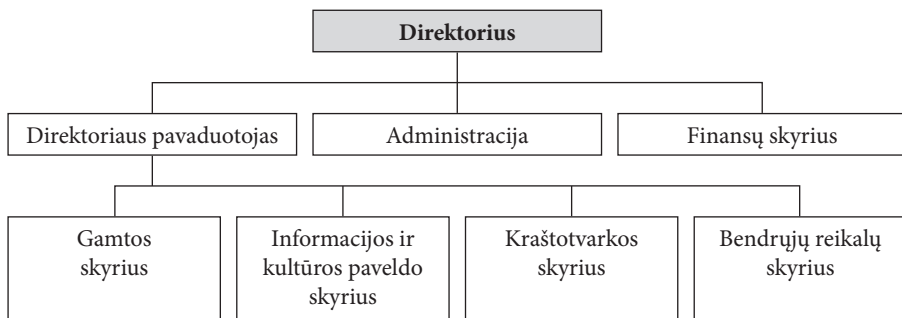 Direktorius
Direktoriaus pavaduotojas
Administracija
Finansų skyrius
Gamtos
skyrius
Informacijos ir
kultūros paveldo
skyrius
Kraštotvarkos
skyrius
Bendrųjų reikalų
skyrius